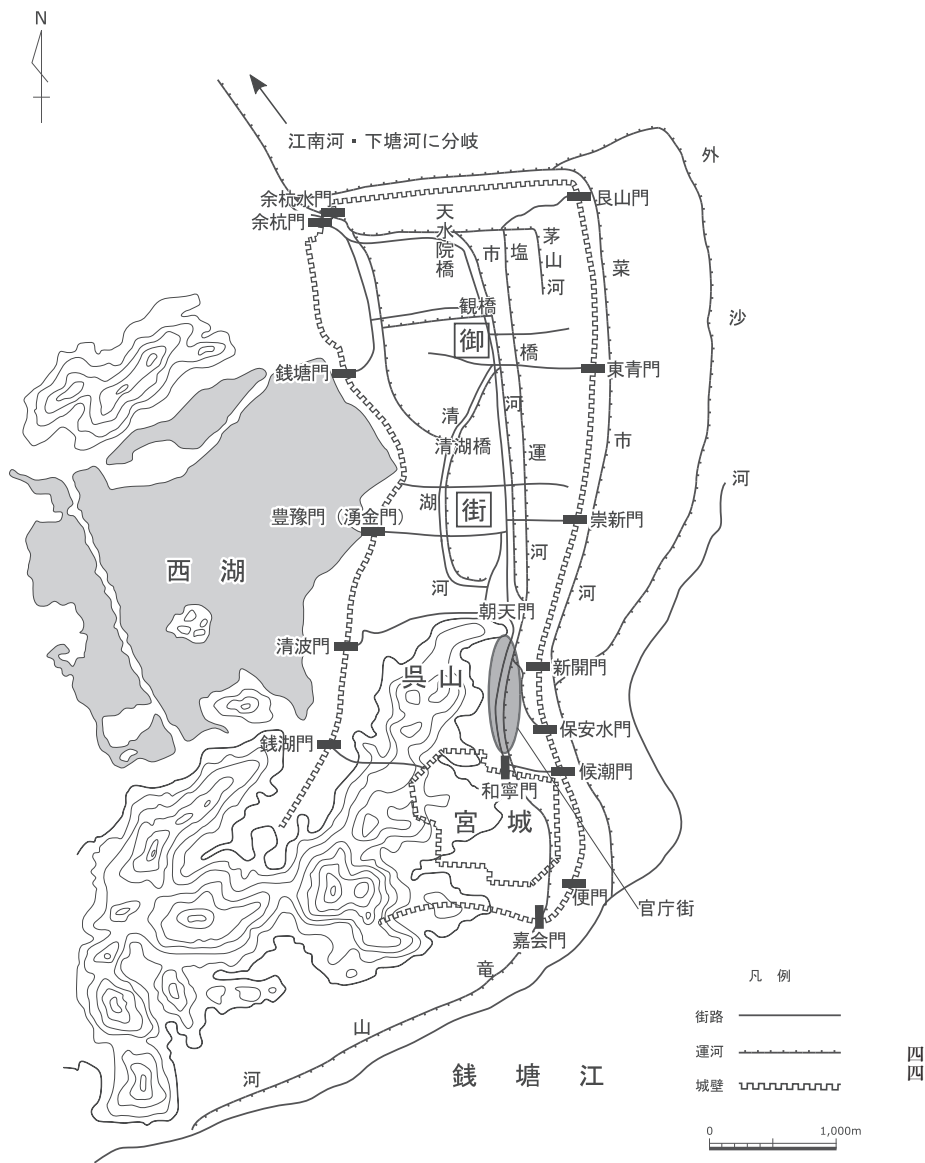 N
江南河・下塘河に分岐
外沙河
余杭水門
余杭門
天水院橋
艮山門
市
塩
茅山河
菜市河
観橋
御
橋
銭塘門
東青門
清
河
清湖橋
運
湖
街
豊豫門（湧金門）
崇新門
西湖
河
河
朝天門
清波門
呉山
新開門
保安水門
銭湖門
候潮門
和寧門
宮城
便門
官庁街
嘉会門
竜山河
銭塘江
凡例
街路
運河
城壁
0 1,000m
四四